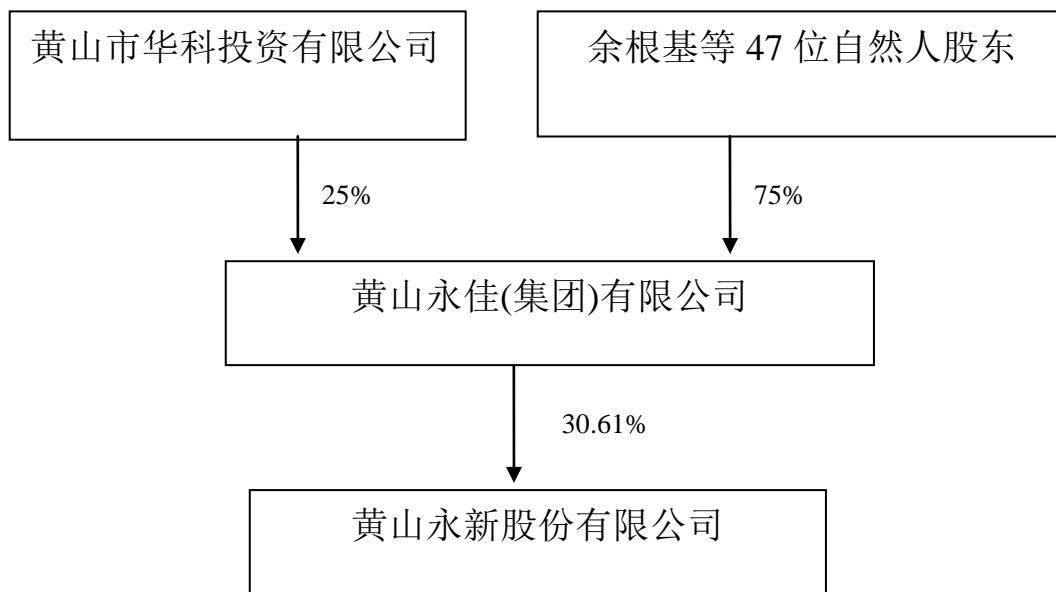 黄山市华科投资有限公司
余根基等 47 位自然人股东
25%
75%
黄山永佳(集团)有限公司
30.61%
黄山永新股份有限公司